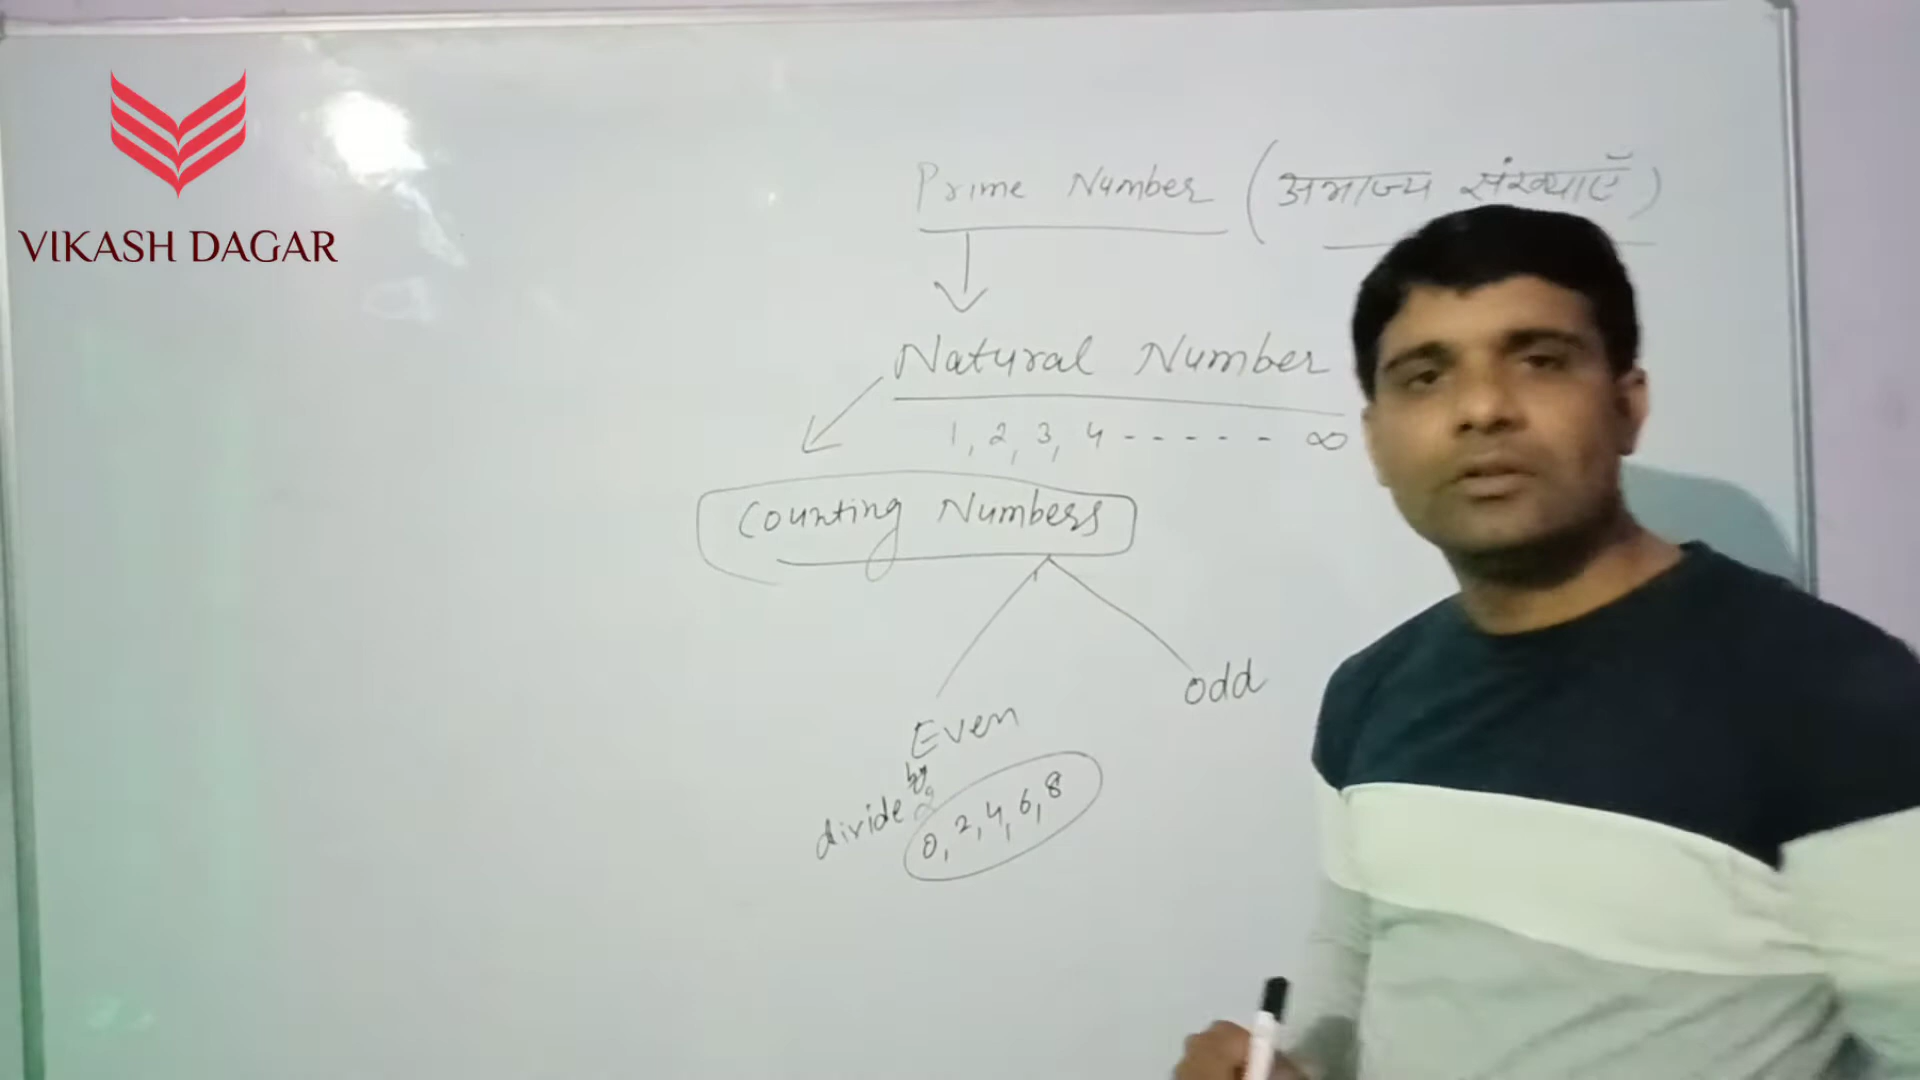 VIKASH DAGAR
Prime Number (अभाज्य संख्याएँ)
Natural Number
1, 2, 3, 4 - - - - - ∞
Counting Numbers
Even
odd
divide by 2
0, 2, 4, 6, 8